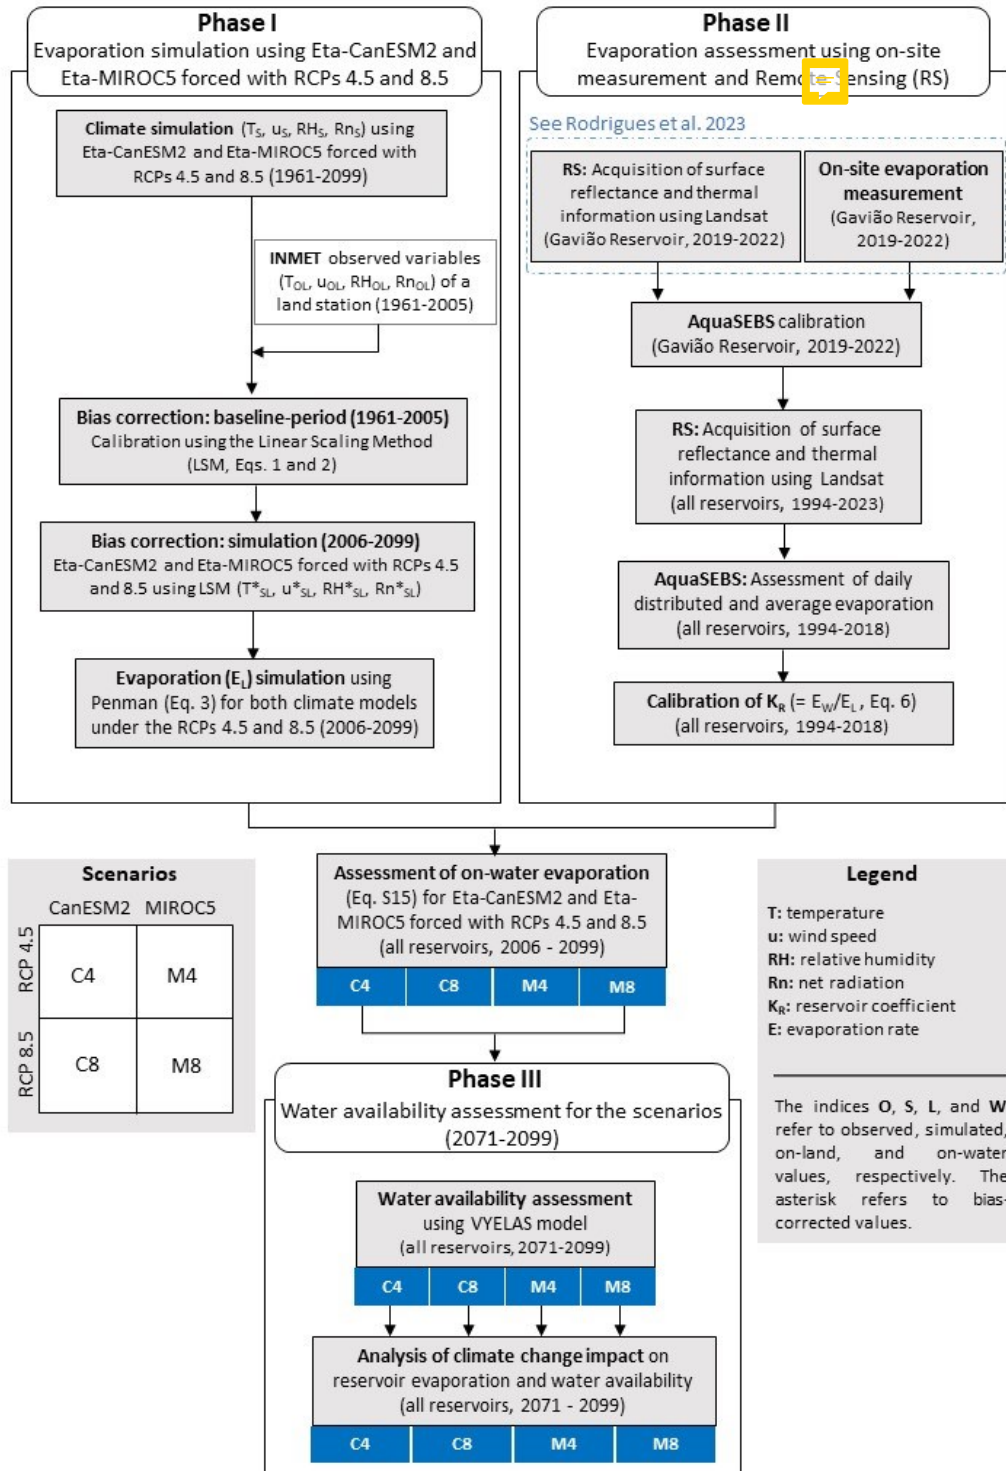 Phase I
Evaporation simulation using Eta-CanESM2 and
Eta-MIROC5 forced with RCPs 4.5 and 8.5
Climate simulation (TS, uS, RHS, RnS) using
Eta-CanESM2 and Eta-MIROC5 forced with
RCPs 4.5 and 8.5 (1961-2099)
INMET observed variables
(TOL, uOL, RHOL, RnOL) of a
land station (1961-2005)
Bias correction: baseline-period (1961-2005)
Calibration using the Linear Scaling Method
(LSM, Eqs. 1 and 2)
Bias correction: simulation (2006-2099)
Eta-CanESM2 and Eta-MIROC5 forced with RCPs 4.5
and 8.5 using LSM (T*SL, u*SL, RH*SL, Rn*SL)
Evaporation (EL) simulation using
Penman (Eq. 3) for both climate models
under the RCPs 4.5 and 8.5 (2006-2099)
Phase II
Evaporation assessment using on-site
measurement and Remote Sensing (RS)
See Rodrigues et al. 2023
RS: Acquisition of surface
reflectance and thermal
information using Landsat
(Gavião Reservoir, 2019-2022)
On-site evaporation
measurement
(Gavião Reservoir,
2019-2022)
AquaSEBS calibration
(Gavião Reservoir, 2019-2022)
RS: Acquisition of surface
reflectance and thermal
information using Landsat
(all reservoirs, 1994-2023)
AquaSEBS: Assessment of daily
distributed and average evaporation
(all reservoirs, 1994-2018)
Calibration of KR (= EW/EL , Eq. 6)
(all reservoirs, 1994-2018)
Scenarios
CanESM2 MIROC5
RCP 4.5
C4 M4
RCP 8.5
C8 M8
Assessment of on-water evaporation
(Eq. S15) for Eta-CanESM2 and Eta-
MIROC5 forced with RCPs 4.5 and 8.5
(all reservoirs, 2006 - 2099)
C4 C8 M4 M8
Legend
T: temperature
u: wind speed
RH: relative humidity
Rn: net radiation
KR: reservoir coefficient
E: evaporation rate
The indices O, S, L, and W
refer to observed, simulated,
on-land, and on-water
values, respectively. The
asterisk refers to bias-
corrected values.
Phase III
Water availability assessment for the scenarios
(2071-2099)
Water availability assessment
using VYELAS model
(all reservoirs, 2071-2099)
C4 C8 M4 M8
Analysis of climate change impact on
reservoir evaporation and water availability
(all reservoirs, 2071 - 2099)
C4 C8 M4 M8